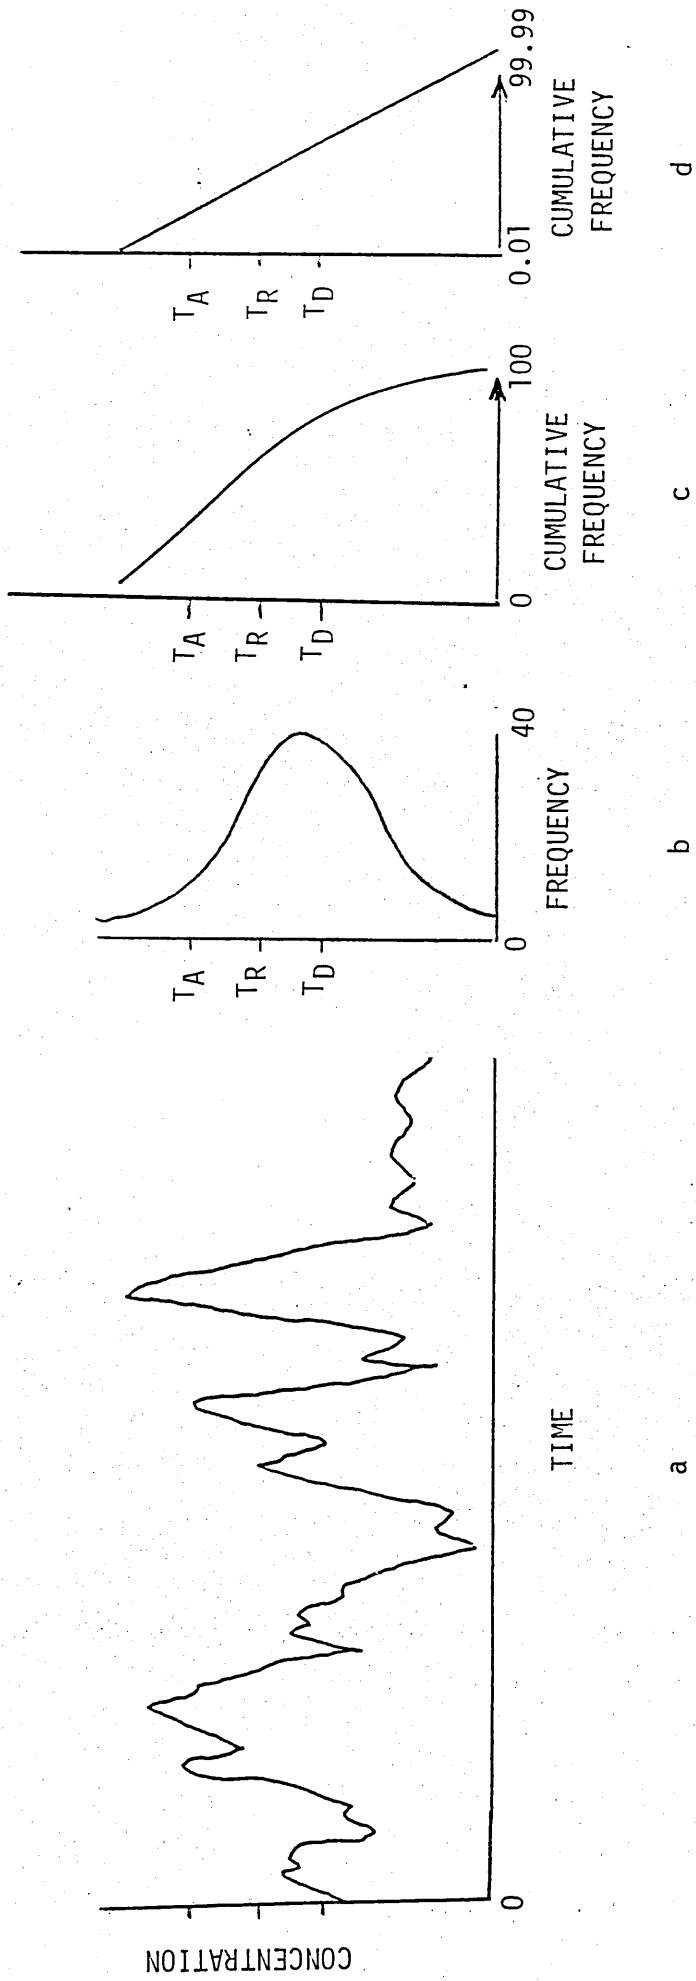 CONCENTRATION
0
TIME
a
T_A
T_R
T_D
0
40
FREQUENCY
b
T_A
T_R
T_D
0
100
CUMULATIVE
FREQUENCY
c
T_A
T_R
T_D
0.01
99.99
CUMULATIVE
FREQUENCY
d